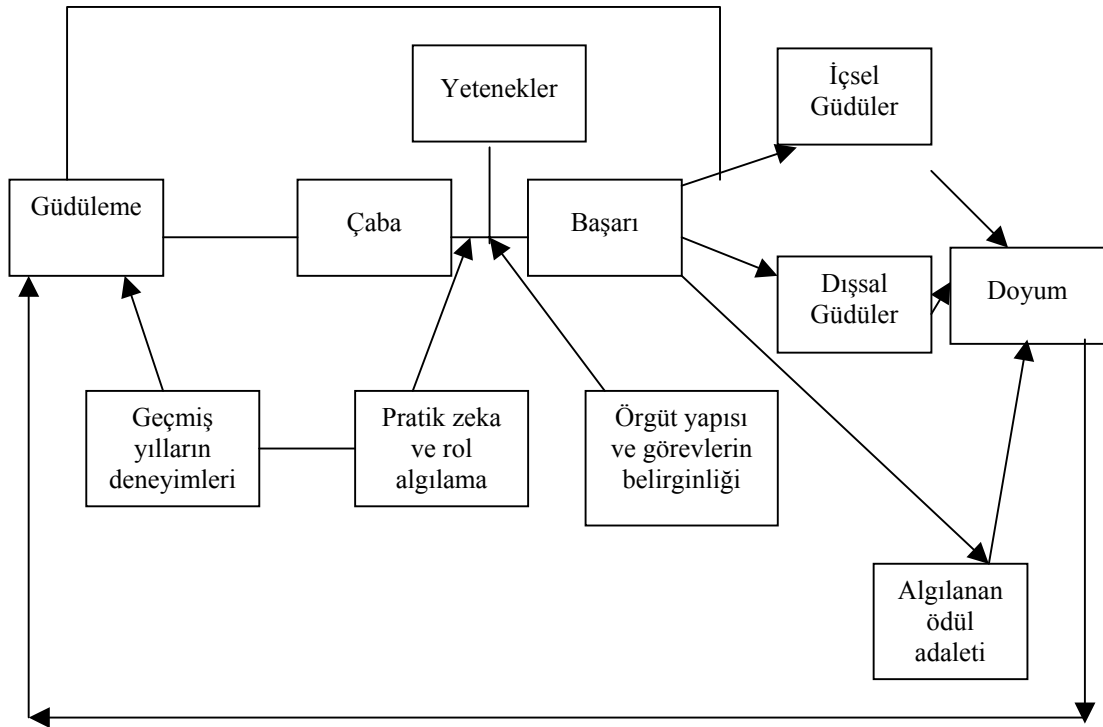 Yetenekler
İçsel
Güdüler
Güdüleme
Çaba
Başarı
Dışsal
Güdüler
Doyum
Geçmiş
yılların
deneyimleri
Pratik zeka
ve rol
algılama
Örgüt yapısı
ve görevlerin
belirginliği
Algılanan
ödül
adaleti